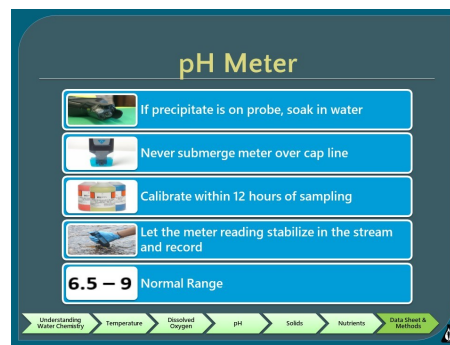 pH Meter
If precipitate is on probe, soak in water
Never submerge meter over cap line
Calibrate within 12 hours of sampling
Let the meter reading stabilize in the stream
and record
6.5 – 9 Normal Range
Understanding
Water Chemistry
Temperature
Dissolved
Oxygen
pH
Solids
Nutrients
Data Sheet &
Methods